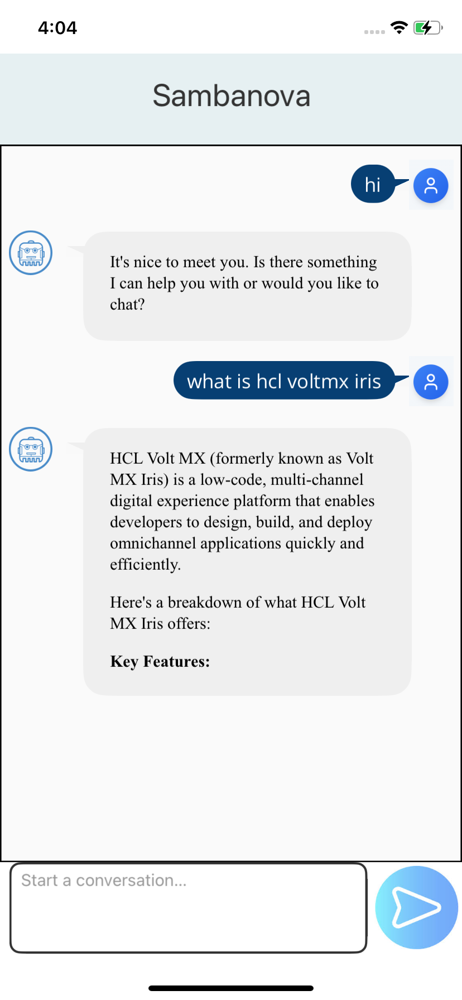 4:04
Sambanova
hi
It's nice to meet you. Is there something
I can help you with or would you like to
chat?
what is hcl voltmx iris
HCL Volt MX (formerly known as Volt
MX Iris) is a low-code, multi-channel
digital experience platform that enables
developers to design, build, and deploy
omnichannel applications quickly and
efficiently.
Here's a breakdown of what HCL Volt
MX Iris offers:
Key Features:
Start a conversation...